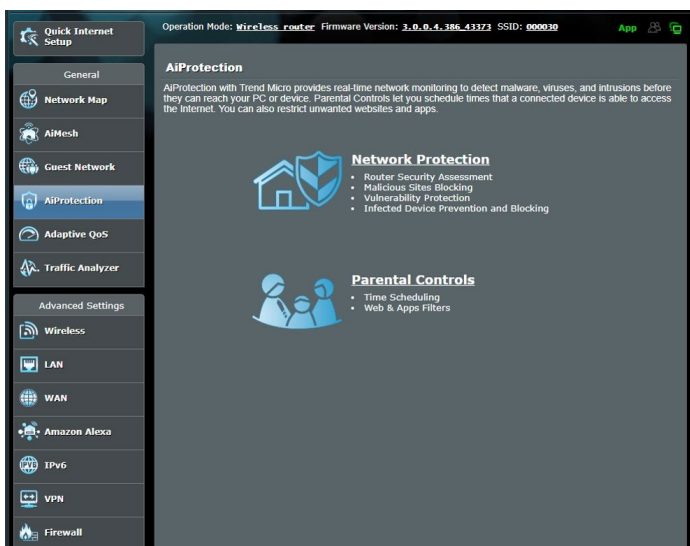 Quick Internet
Setup
Operation Mode: Wireless router Firmware Version: 3.0.0.4.386_43373 SSID: 000030
App
General
Network Map
AiMesh
Guest Network
AiProtection
Adaptive QoS
Traffic Analyzer
Advanced Settings
Wireless
LAN
WAN
Amazon Alexa
IPV6
IPv6
VPN
Firewall
AiProtection
AiProtection with Trend Micro provides real-time network monitoring to detect malware, viruses, and intrusions before
they can reach your PC or device. Parental Controls let you schedule times that a connected device is able to access
the Internet. You can also restrict unwanted websites and apps.
Network Protection
• Router Security Assessment
• Malicious Sites Blocking
• Vulnerability Protection
• Infected Device Prevention and Blocking
Parental Controls
• Time Scheduling
• Web & Apps Filters